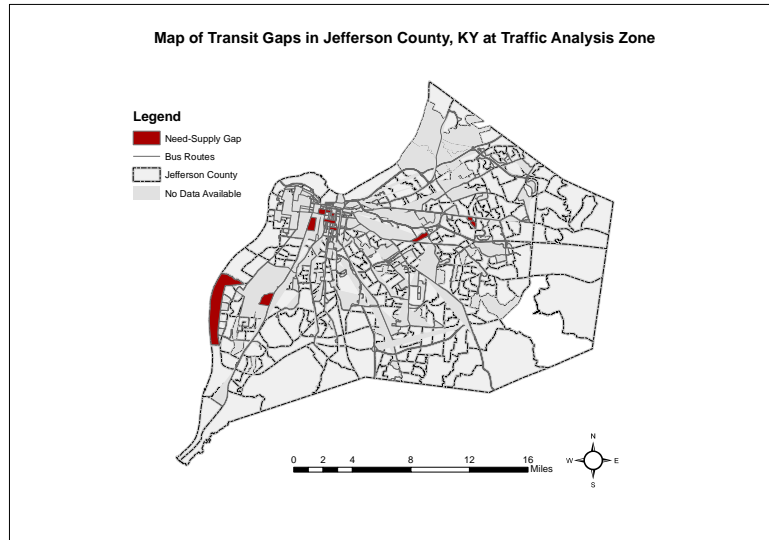 Map of Transit Gaps in Jefferson County, KY at Traffic Analysis Zone
Legend
Need-Supply Gap
Bus Routes
Jefferson County
No Data Available
N
W E
S
0 2 4 8 12 16
Miles